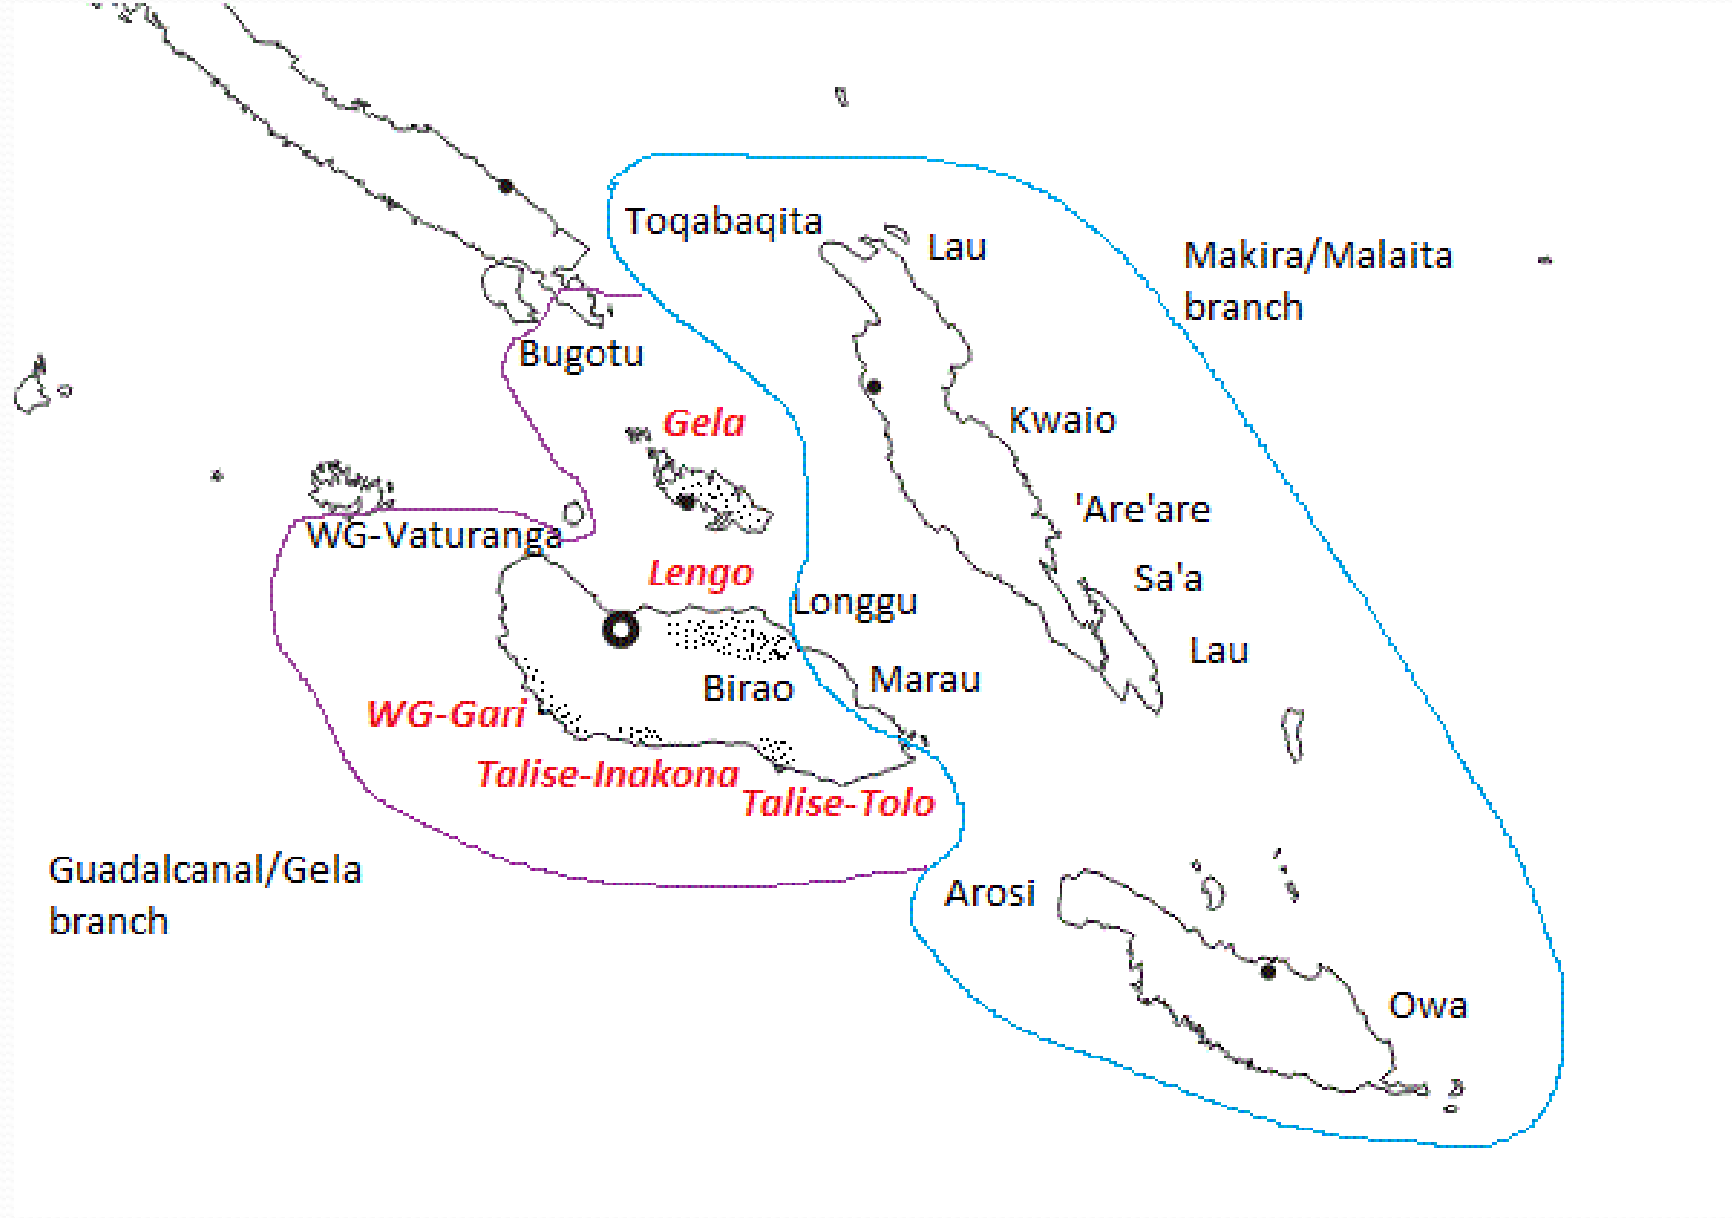 Toqabaqita
Lau
Makira/Malaita
branch
Bugotu
Gela
Kwaio
'Are'are
WG-Vaturanga
Lengo
Sa'a
Longgu
Lau
Birao
Marau
WG-Gari
Talise-Inakona
Talise-Tolo
Guadalcanal/Gela
branch
Arosi
Owa